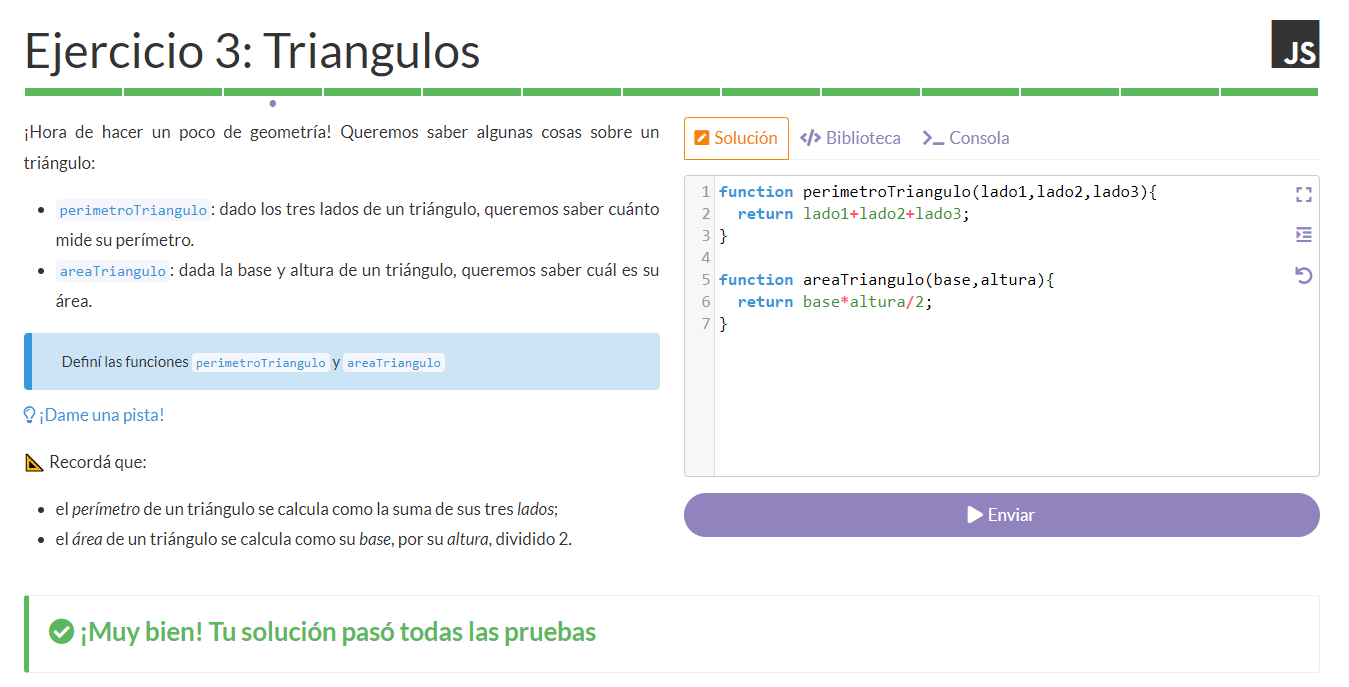 Ejercicio 3: Triangulos
JS
¡Hora de hacer un poco de geometría! Queremos saber algunas cosas sobre un
triángulo:
perimetroTriangulo: dado los tres lados de un triángulo, queremos saber cuánto
mide su perímetro.
areaTriangulo: dada la base y altura de un triángulo, queremos saber cuál es su
área.
Definí las funciones perimetroTriangulo y areaTriangulo
¡Dame una pista!
Recordá que:
el perímetro de un triángulo se calcula como la suma de sus tres lados;
el área de un triángulo se calcula como su base, por su altura, dividido 2.
Solución
Biblioteca
Consola
1 function perimetroTriangulo(lado1,lado2,lado3){
2   return lado1+lado2+lado3;
3 }
4
5 function areaTriangulo(base,altura){
6   return base*altura/2;
7 }
Enviar
¡Muy bien! Tu solución pasó todas las pruebas